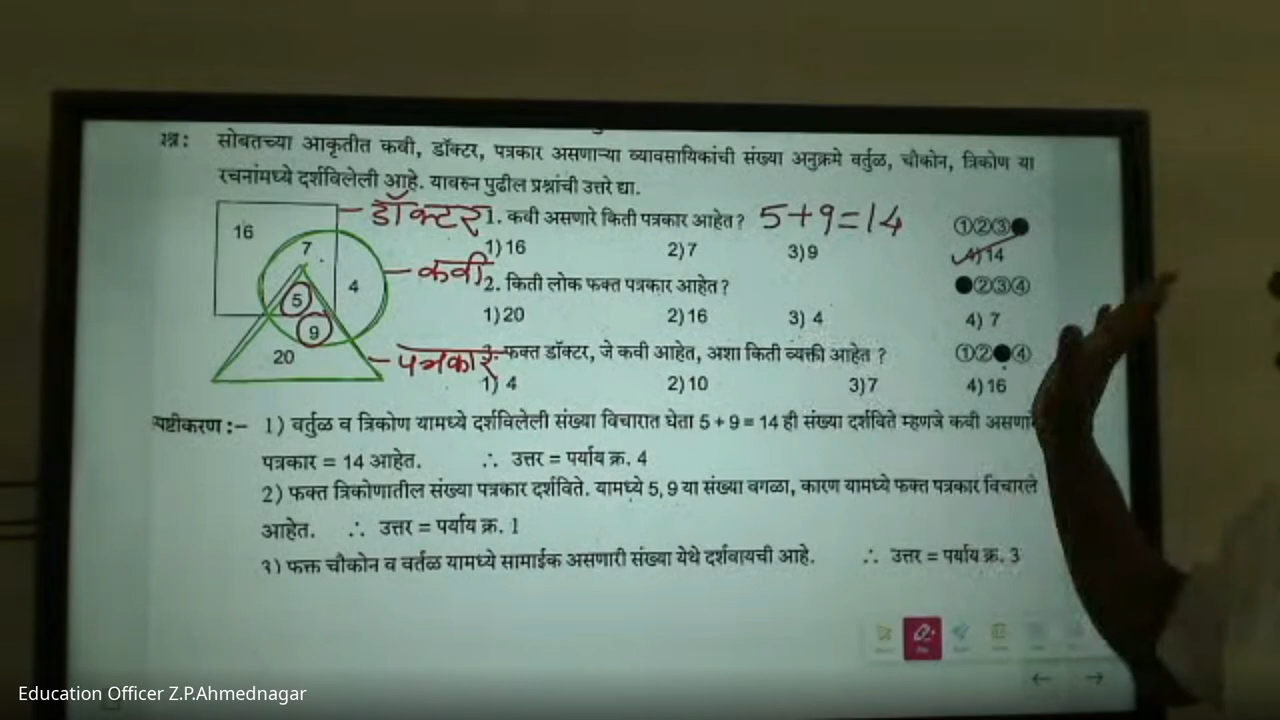 प्रश्न: सोबतच्या आकृतीत कवी, डॉक्टर, पत्रकार असणाऱ्या व्यावसायिकांची संख्या अनुक्रमे वर्तुळ, चौकोन, त्रिकोण या
रचनांमध्ये दर्शविलेली आहे. यावरुन पुढील प्रश्नांची उत्तरे द्या.
डॉक्टर 1. कवी असणारे किती पत्रकार आहेत? 5+9=14 ①②③●
16
1) 16 2) 7 3) 9 4) 14
7
कवी 2. किती लोक फक्त पत्रकार आहेत? ●②③④
4
5
1) 20 2) 16 3) 4 4) 7
9
20
पत्रकार फक्त डॉक्टर, जे कवी आहेत, अशा किती व्यक्ती आहेत ? ①②●④
1) 4 2) 10 3) 7 4) 16
स्पष्टीकरण :- 1) वर्तुळ व त्रिकोण यामध्ये दर्शविलेली संख्या विचारात घेता 5 + 9 = 14 ही संख्या दर्शविते म्हणजे कवी असणारे
पत्रकार = 14 आहेत. ∴ उत्तर = पर्याय क्र. 4
2) फक्त त्रिकोणातील संख्या पत्रकार दर्शविते. यामध्ये 5, 9 या संख्या वगळा, कारण यामध्ये फक्त पत्रकार विचारले
आहेत. ∴ उत्तर = पर्याय क्र. 1
३) फक्त चौकोन व वर्तळ यामध्ये सामाईक असणारी संख्या येथे दर्शवायची आहे. ∴ उत्तर = पर्याय क्र. 3
Education Officer Z.P.Ahmednagar